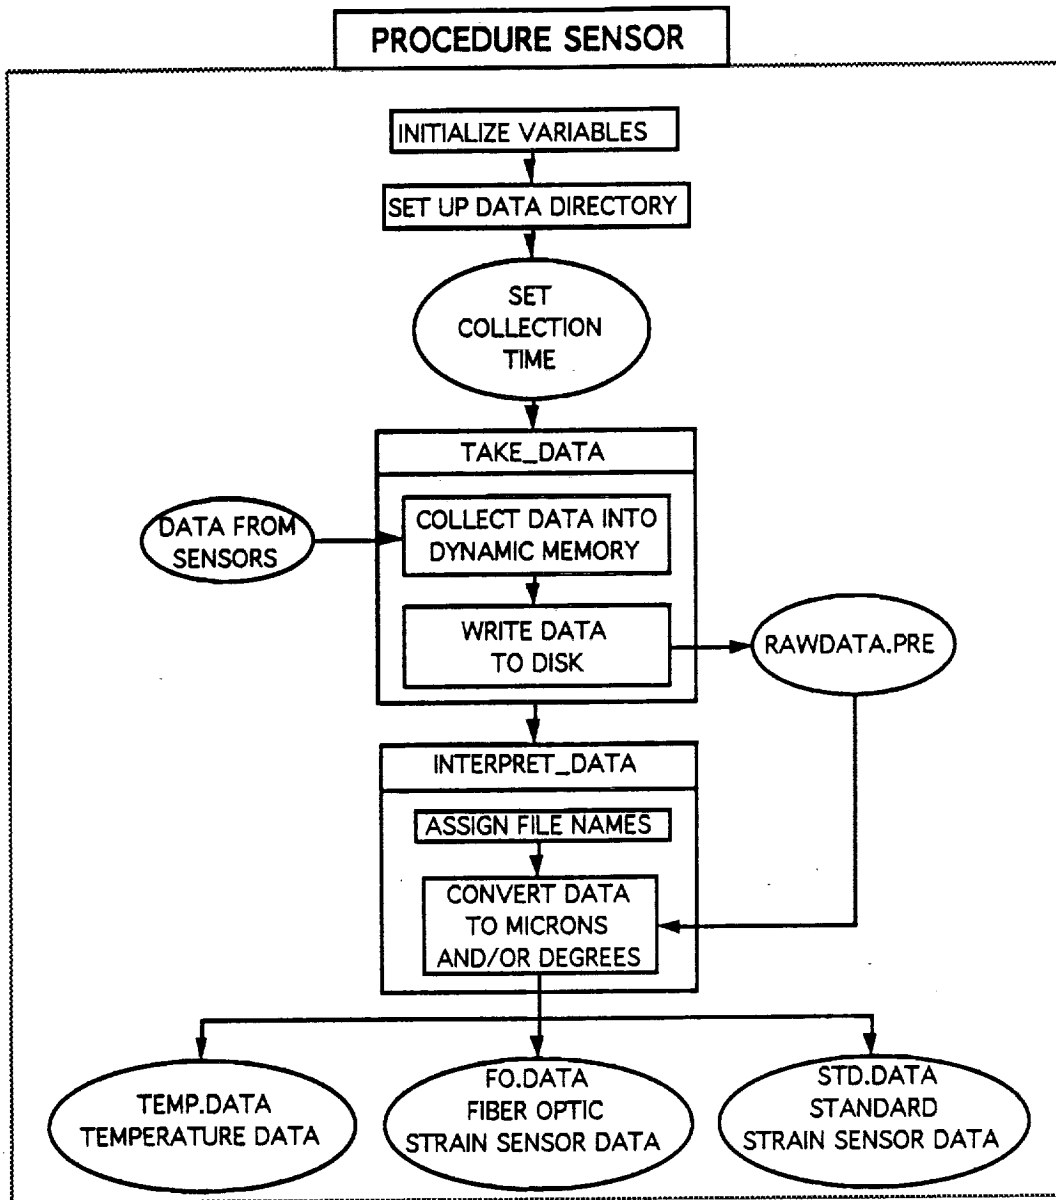 PROCEDURE SENSOR
INITIALIZE VARIABLES
SET UP DATA DIRECTORY
SET
COLLECTION
TIME
TAKE_DATA
DATA FROM
SENSORS
COLLECT DATA INTO
DYNAMIC MEMORY
WRITE DATA
TO DISK
RAWDATA.PRE
INTERPRET_DATA
ASSIGN FILE NAMES
CONVERT DATA
TO MICRONS
AND/OR DEGREES
TEMP.DATA
TEMPERATURE DATA
FO.DATA
FIBER OPTIC
STRAIN SENSOR DATA
STD.DATA
STANDARD
STRAIN SENSOR DATA